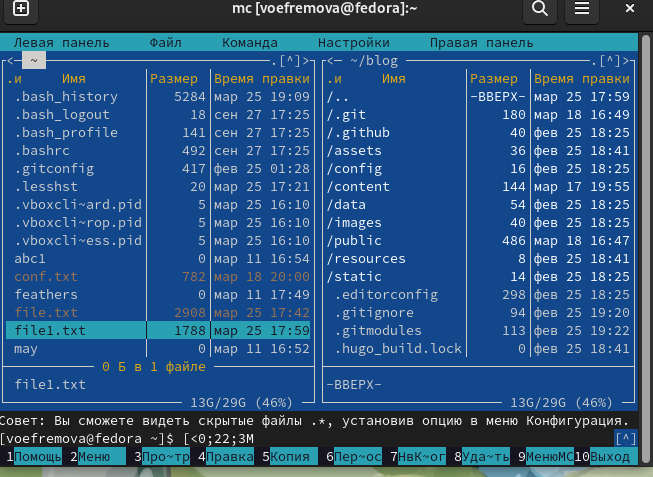 mc [voefremova@fedora]:~
Левая панель Файл Команда Настройки Правая панель
<— ~ .[^]> <— ~/blog .[^]>
.и Имя Размер Время правки .и Имя Размер Время правки
.bash_history 5284 мар 25 19:09 /.. -ВВЕРХ- мар 25 17:59
.bash_logout 18 сен 27 17:25 /.git 180 мар 18 16:49
.bash_profile 141 сен 27 17:25 /.github 40 фев 25 18:25
.bashrc 492 сен 27 17:25 /assets 36 фев 25 18:41
.gitconfig 417 фев 25 01:28 /config 16 фев 25 18:25
.lesshst 20 мар 25 17:21 /content 144 мар 17 19:55
.vboxcli~ard.pid 5 мар 25 16:10 /data 54 фев 25 18:25
.vboxcli~rop.pid 5 мар 25 16:10 /images 40 фев 25 18:25
.vboxcli~ess.pid 5 мар 25 16:10 /public 486 мар 18 16:47
abc1 0 мар 11 16:54 /resources 8 фев 25 18:41
conf.txt 782 мар 18 20:00 /static 14 фев 25 18:25
feathers 0 мар 11 17:49 .editorconfig 298 фев 25 18:25
file.txt 2908 мар 25 17:42 .gitignore 94 фев 25 19:20
file1.txt 1788 мар 25 17:59 .gitmodules 113 фев 25 19:22
may 0 мар 11 16:52 .hugo_build.lock 0 фев 25 18:41
0 Б в 1 файле
file1.txt -ВВЕРХ-
13G/29G (46%) 13G/29G (46%)
Совет: Вы сможете видеть скрытые файлы .*, установив опцию в меню Конфигурация.
[voefremova@fedora ~]$ [<0;22;3M [^]
1Помощь 2Меню 3Про~тр 4Правка 5Копия 6Пер~ос 7НвК~ог 8Уда~ть 9МенюMC 10Выход